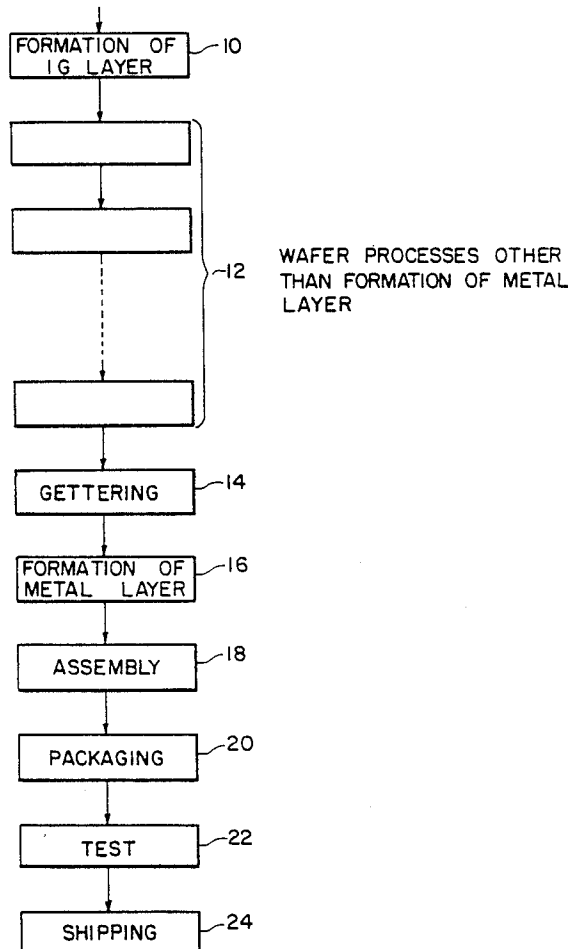 FORMATION OF
IG LAYER
10
12
WAFER PROCESSES OTHER
THAN FORMATION OF METAL
LAYER
GETTERING
14
FORMATION OF
METAL LAYER
16
ASSEMBLY
18
PACKAGING
20
TEST
22
SHIPPING
24